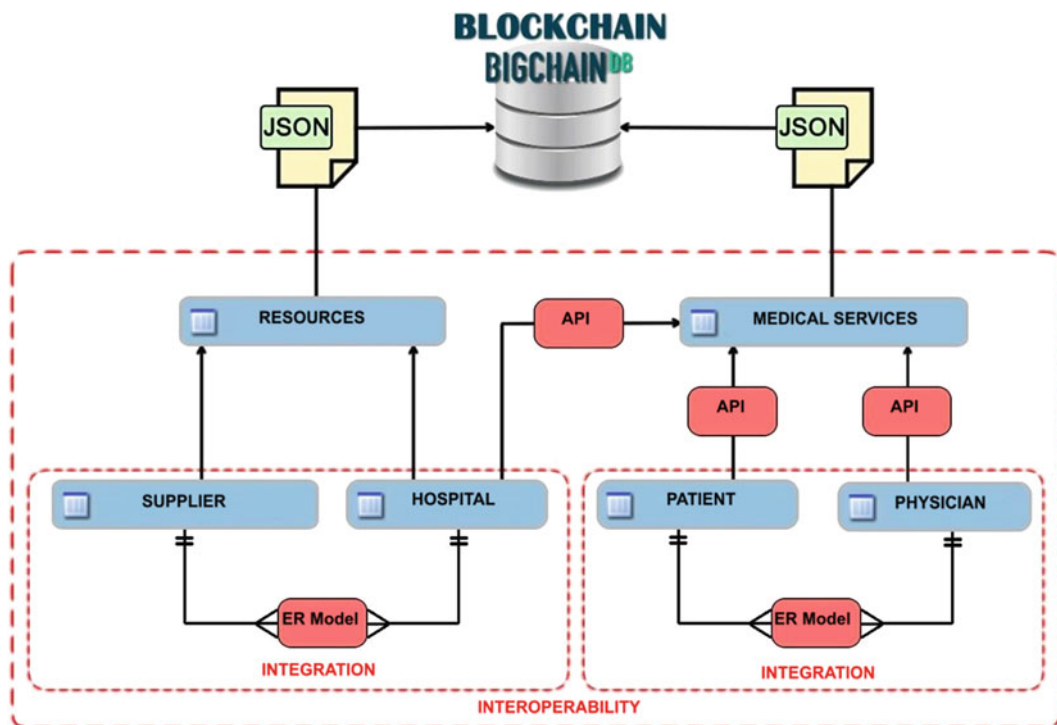 BLOCKCHAIN
BIGCHAIN DB
JSON
JSON
RESOURCES
API
MEDICAL SERVICES
API
API
SUPPLIER
HOSPITAL
PATIENT
PHYSICIAN
ER Model
ER Model
INTEGRATION
INTEGRATION
INTEROPERABILITY